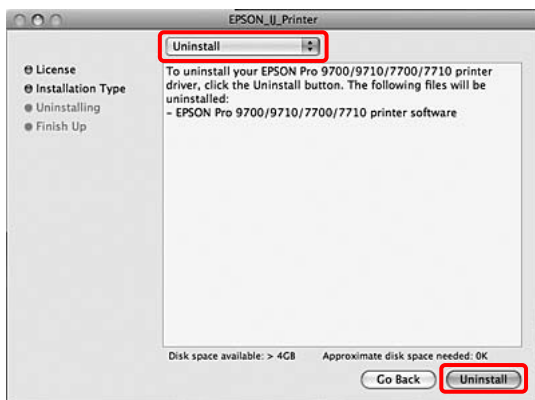 EPSON_IJ_Printer
Uninstall
License
Installation Type
Uninstalling
Finish Up
To uninstall your EPSON Pro 9700/9710/7700/7710 printer
driver, click the Uninstall button. The following files will be
uninstalled:
- EPSON Pro 9700/9710/7700/7710 printer software
Disk space available: > 4GB Approximate disk space needed: 0K
Go Back Uninstall